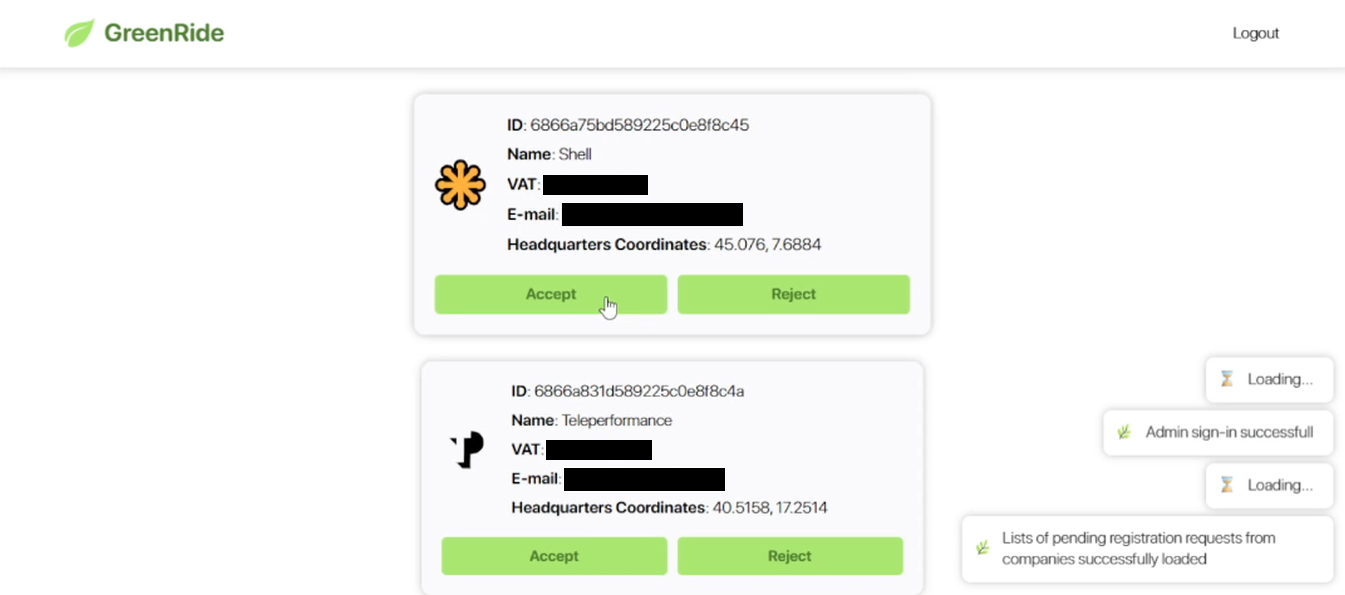 GreenRide
Logout
ID: 6866a75bd589225c0e8f8c45
Name: Shell
VAT:
E-mail:
Headquarters Coordinates: 45.076, 7.6884
Accept
Reject
ID: 6866a831d589225c0e8f8c4a
Name: Teleperformance
VAT:
E-mail:
Headquarters Coordinates: 40.5158, 17.2514
Accept
Reject
Loading...
Admin sign-in successfull
Loading...
Lists of pending registration requests from
companies successfully loaded